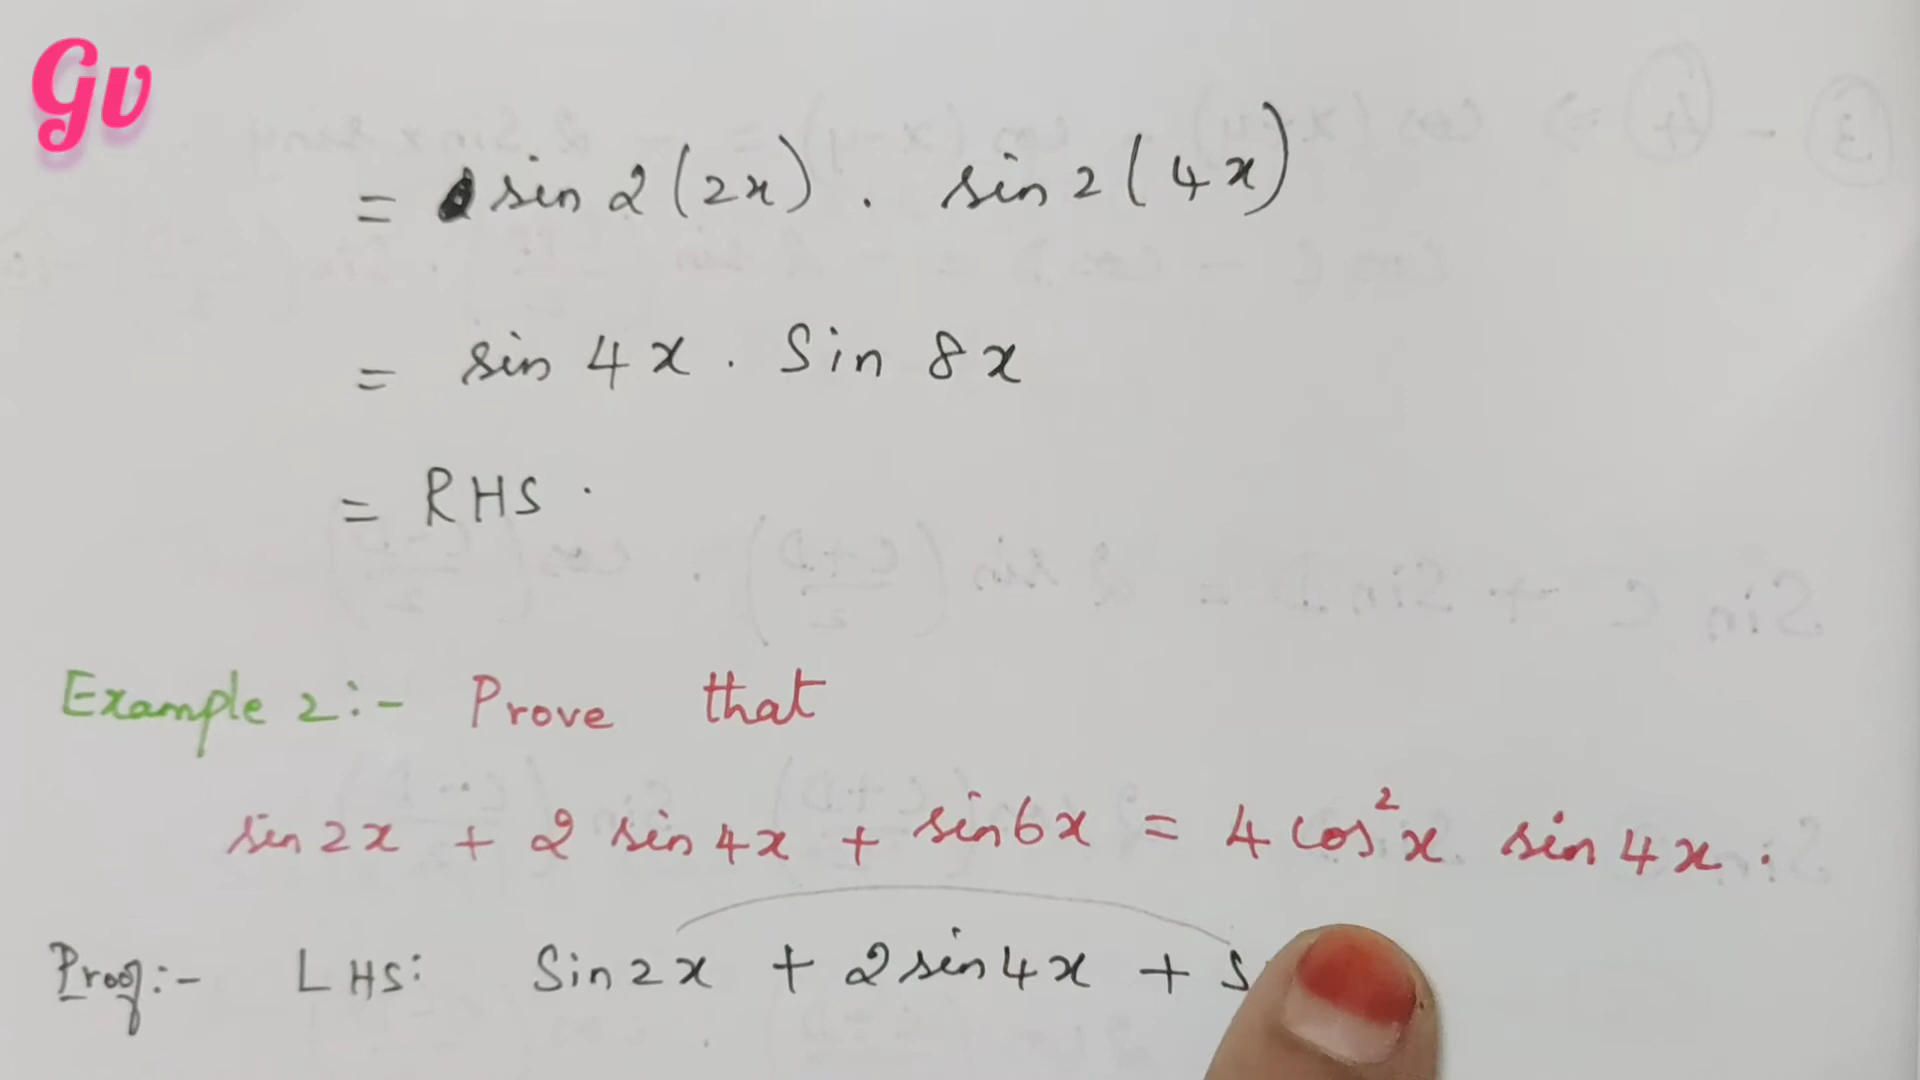 Gv
= sin 2(2x) . sin 2(4x)
= sin 4x . Sin 8x
= RHS .
Example 2:- Prove that
sin 2x + 2 sin 4x + sin 6x = 4 cos²x sin 4x .
Proof:- LHS: Sin 2x + 2 sin 4x + S